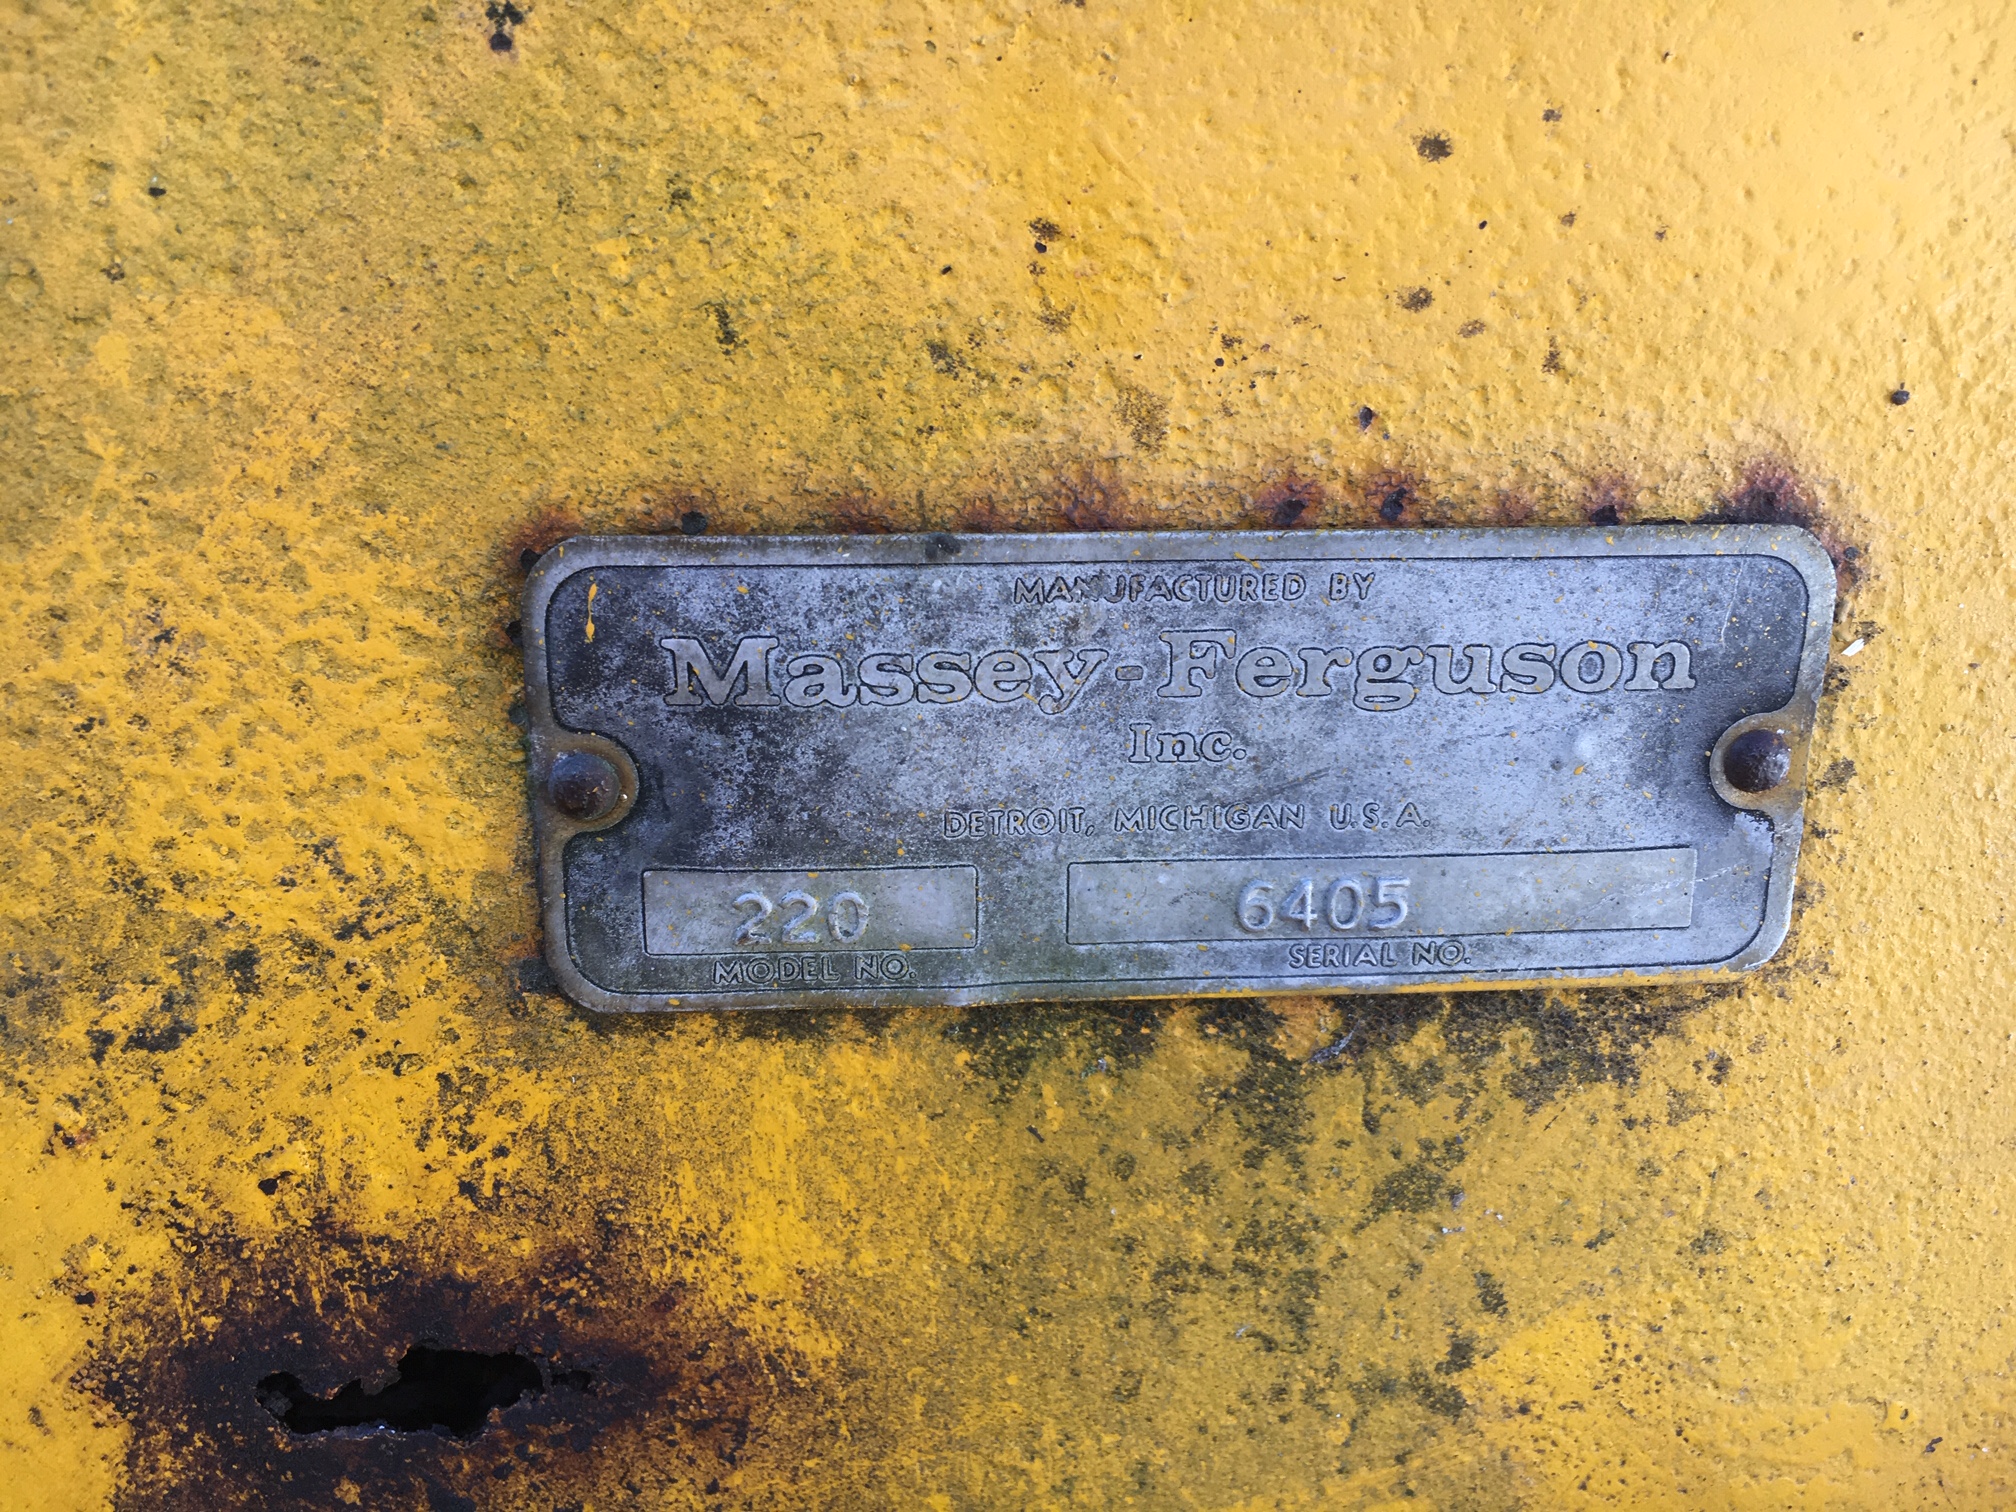 MANUFACTURED BY
Massey-Ferguson
Inc.
DETROIT, MICHIGAN U.S.A.
220 6405
MODEL NO. SERIAL NO.